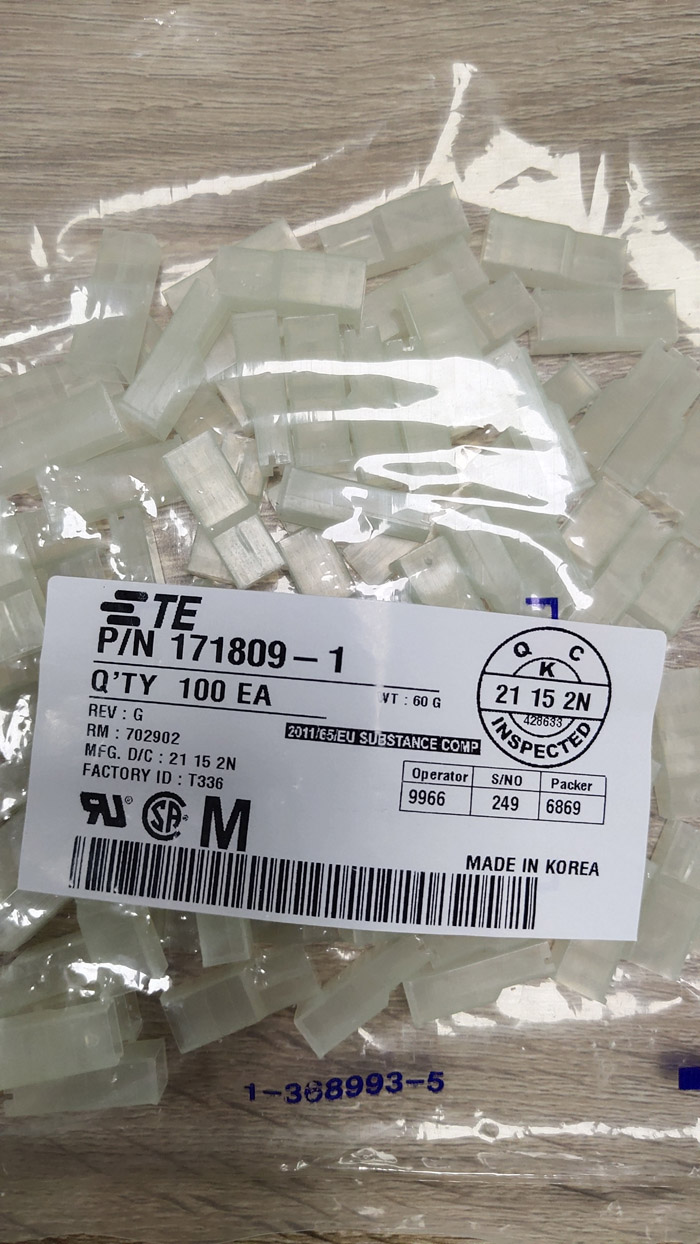 TE
P/N 171809-1
Q'TY 100 EA
WT : 60 G
REV : G
RM : 702902
MFG. D/C : 21 15 2N
FACTORY ID : T336
2011/65/EU SUBSTANCE COMP
Q C
K
21 15 2N
428633
INSPECTED
Operator S/NO Packer
9966 249 6869
RU® SA® M
MADE IN KOREA
1-368993-5